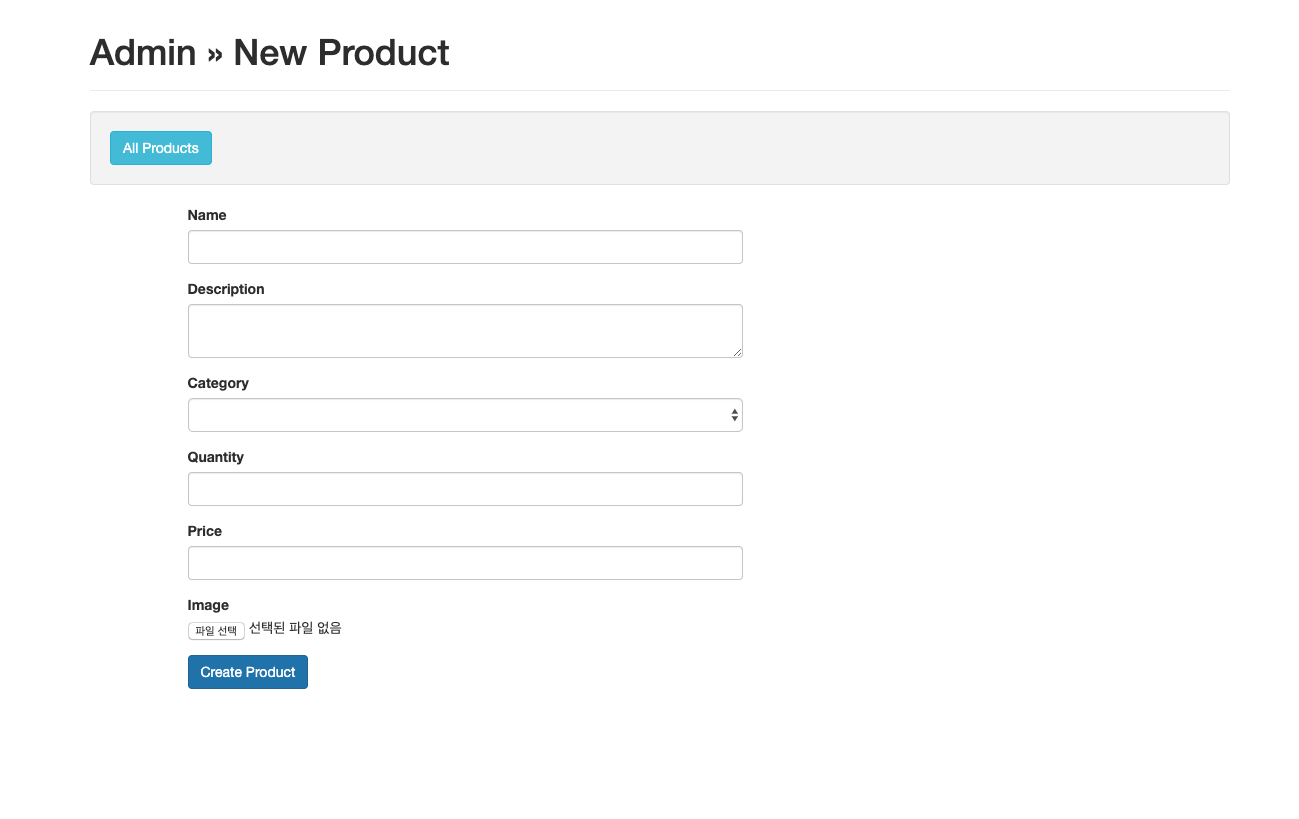 Admin » New Product
All Products
Name
Description
Category
Quantity
Price
Image
파일 선택 선택된 파일 없음
Create Product